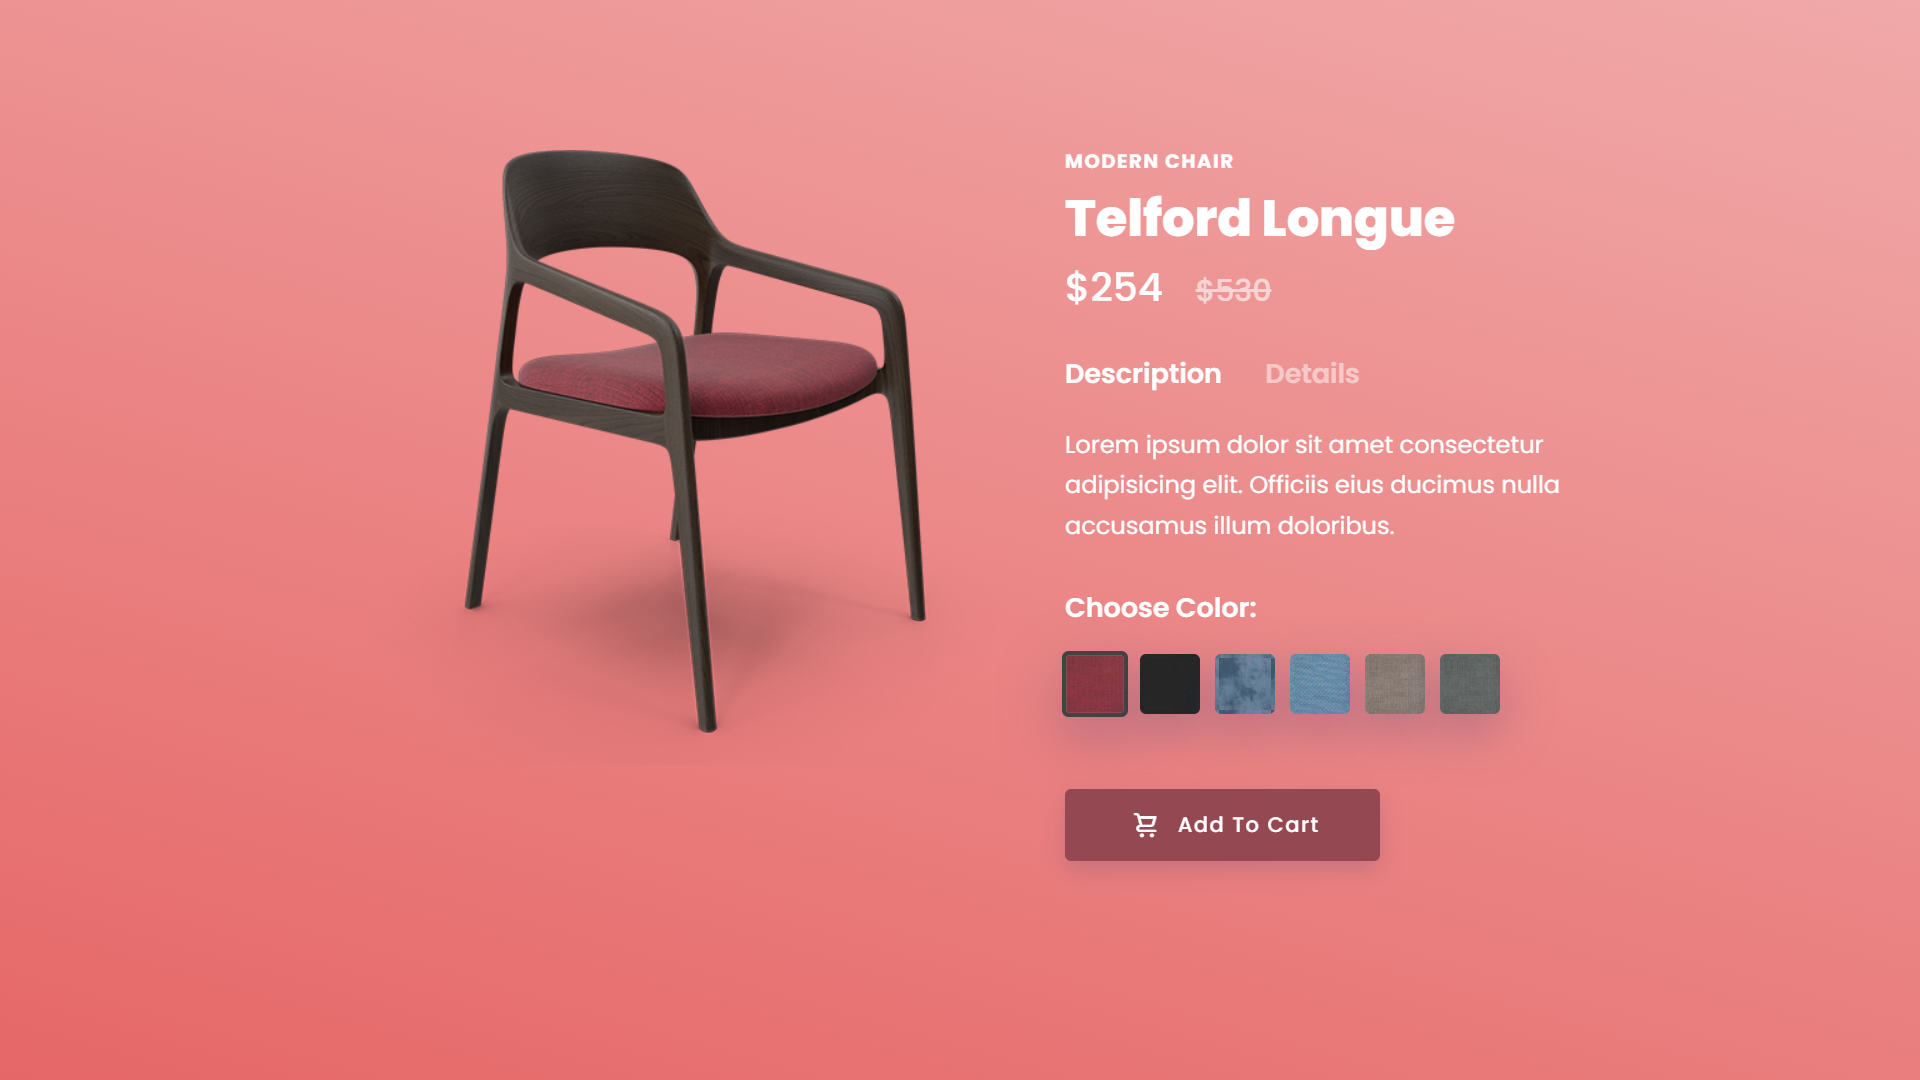 MODERN CHAIR
Telford Longue
$254 $530
Description Details
Lorem ipsum dolor sit amet consectetur
adipisicing elit. Officiis eius ducimus nulla
accusamus illum doloribus.
Choose Color:
Add To Cart